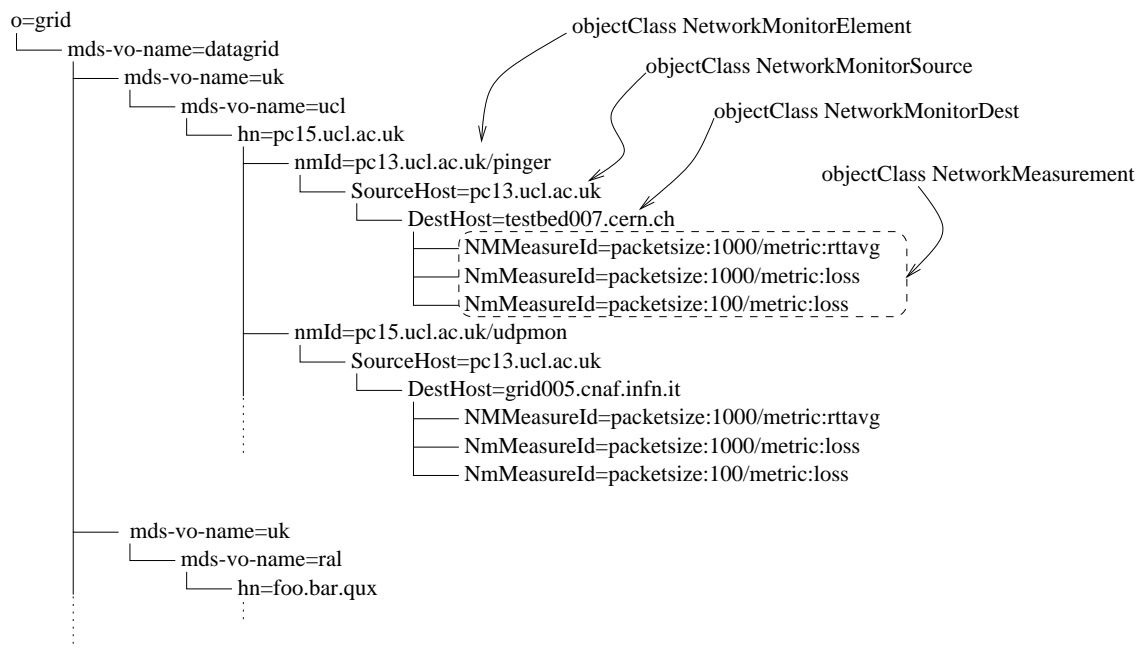 o=grid
objectClass NetworkMonitorElement
mds-vo-name=datagrid
objectClass NetworkMonitorSource
mds-vo-name=uk
mds-vo-name=ucl
objectClass NetworkMonitorDest
hn=pc15.ucl.ac.uk
nmId=pc13.ucl.ac.uk/pinger
objectClass NetworkMeasurement
SourceHost=pc13.ucl.ac.uk
DestHost=testbed007.cern.ch
NMMeasureId=packetsize:1000/metric:rttavg
NmMeasureId=packetsize:1000/metric:loss
NmMeasureId=packetsize:100/metric:loss
nmId=pc15.ucl.ac.uk/udpmon
SourceHost=pc13.ucl.ac.uk
DestHost=grid005.cnaf.infn.it
NMMeasureId=packetsize:1000/metric:rttavg
NmMeasureId=packetsize:1000/metric:loss
NmMeasureId=packetsize:100/metric:loss
mds-vo-name=uk
mds-vo-name=ral
hn=foo.bar.qux